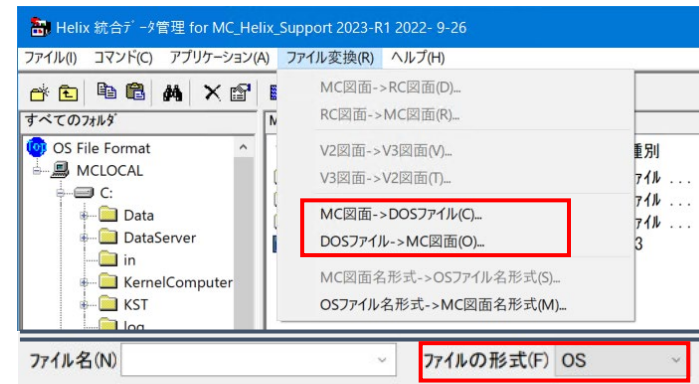 Helix 統合ﾃﾞｰﾀ管理 for MC_Helix_Support 2023-R1 2022- 9-26
ファイル(I) コマンド(C) アプリケーション(A) ファイル変換(R) ヘルプ(H)
すべてのﾌｫﾙﾀﾞ
OS File Format
MCLOCAL
C:
Data
DataServer
in
KernelComputer
KST
log
MC図面->RC図面(D)...
RC図面->MC図面(R)...
V2図面->V3図面(V)...
V3図面->V2図面(T)...
MC図面->DOSファイル(C)...
DOSファイル->MC図面(O)...
MC図面名形式->OSファイル名形式(S)...
OSファイル名形式->MC図面名形式(M)...
種別
ｧｲﾙ ...
ｧｲﾙ ...
ｧｲﾙ ...
3
ファイル名(N) ファイルの形式(F) OS